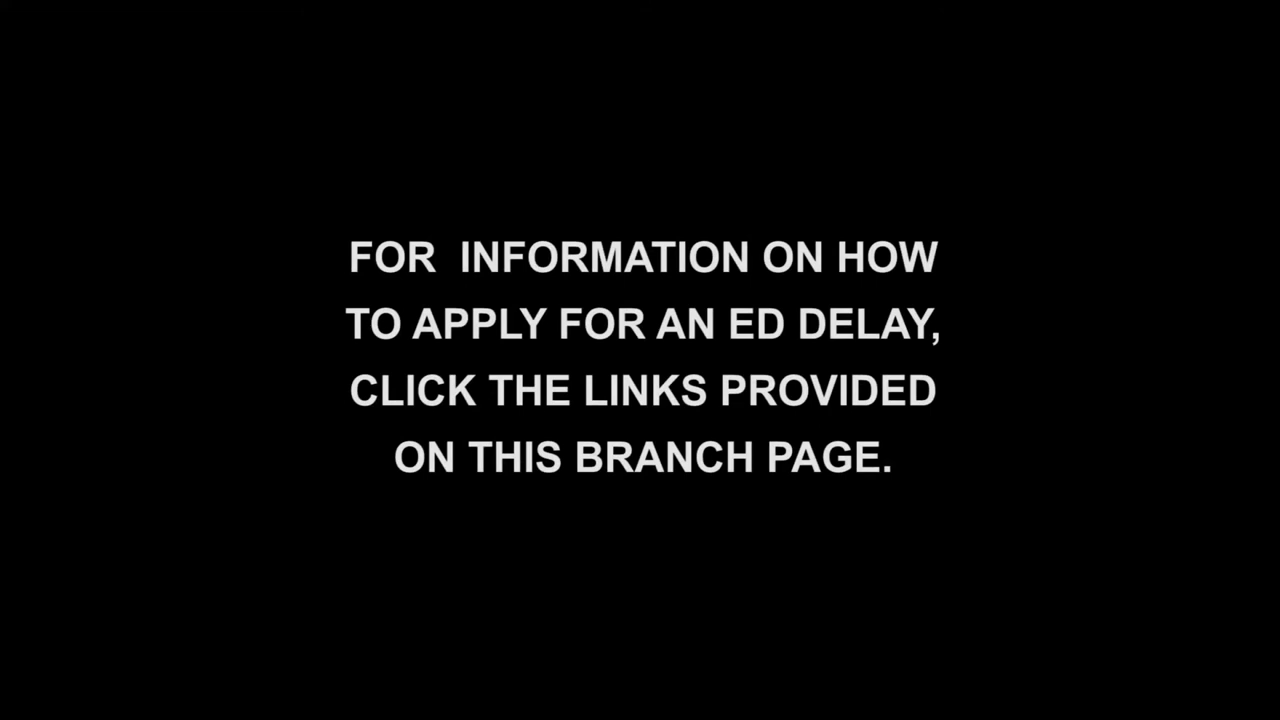 FOR  INFORMATION ON HOW
TO APPLY FOR AN ED DELAY,
CLICK THE LINKS PROVIDED
ON THIS BRANCH PAGE.